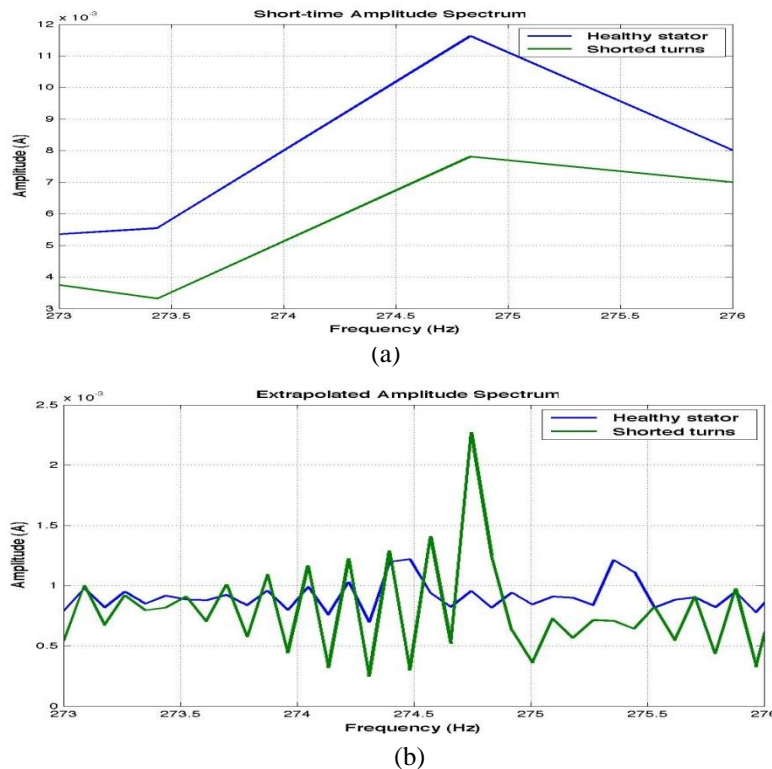 Short-time Amplitude Spectrum
x 10⁻³
Healthy stator
Shorted turns
12
11
10
9
8
7
6
5
4
3
Amplitude (A)
273 273.5 274 274.5 275 275.5 276
Frequency (Hz)
(a)
Extrapolated Amplitude Spectrum
x 10⁻³
Healthy stator
Shorted turns
2.5
2
1.5
1
0.5
0
Amplitude (A)
273 273.5 274 274.5 275 275.5 276
Frequency (Hz)
(b)